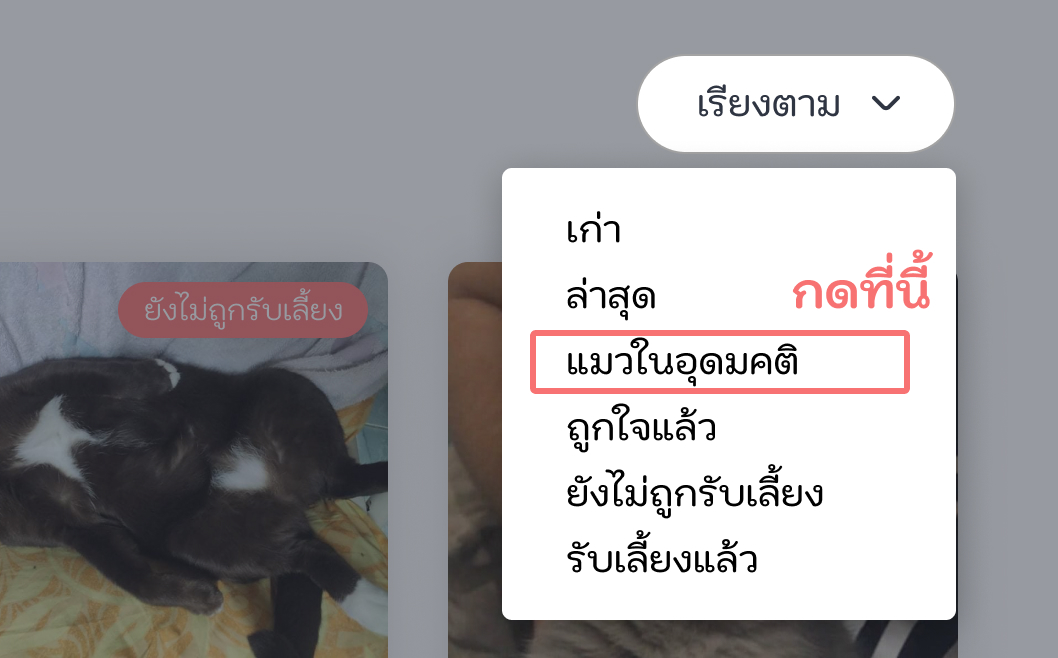 เรียงตาม
เก่า
ล่าสุด
กดที่นี้
แมวในอุดมคติ
ถูกใจแล้ว
ยังไม่ถูกรับเลี้ยง
รับเลี้ยงแล้ว
ยังไม่ถูกรับเลี้ยง